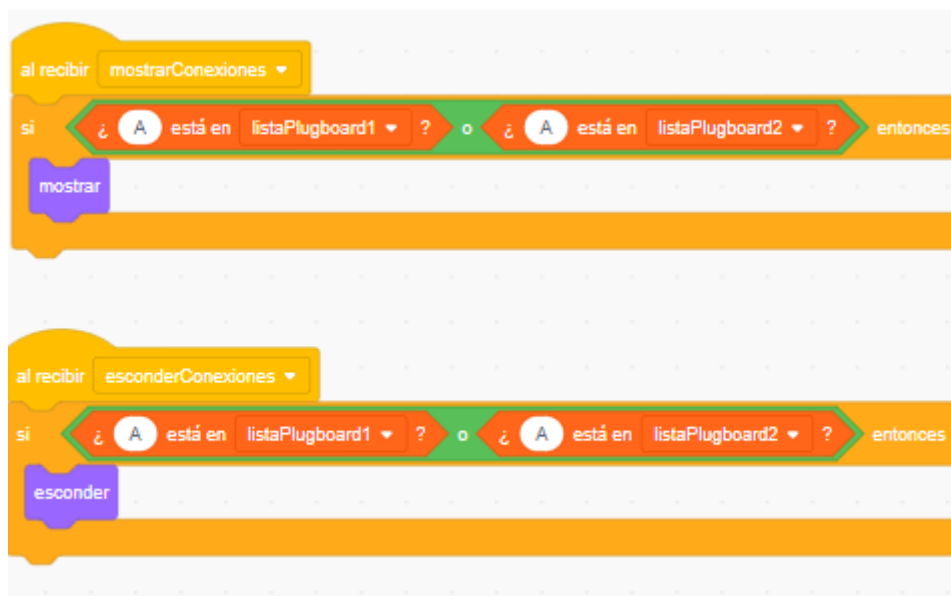 al recibir mostrarConexiones
si ¿ A está en listaPlugboard1 ? o ¿ A está en listaPlugboard2 ? entonces
mostrar
al recibir esconderConexiones
si ¿ A está en listaPlugboard1 ? o ¿ A está en listaPlugboard2 ? entonces
esconder